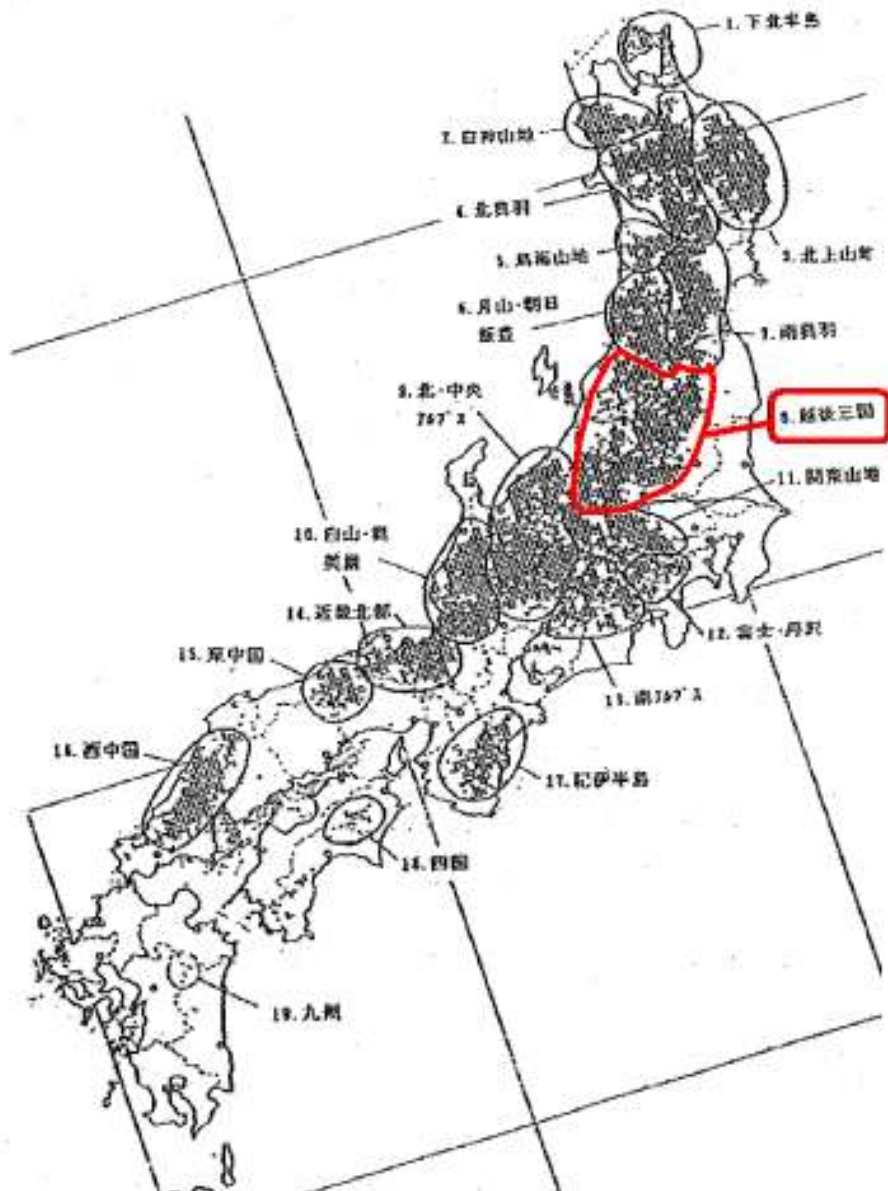 1.下北半島
2.白神山地
4.北奥羽
3.北上山地
5.鳥海山地
6.月山・朝日
飯豊
7.南奥羽
9.北・中央
ｱﾙﾌﾟｽ
8.越後三国
11.関東山地
10.白山・奥
美濃
14.近畿北部
12.富士・丹沢
15.東中国
13.南ｱﾙﾌﾟｽ
16.西中国
17.紀伊半島
18.四国
19.九州